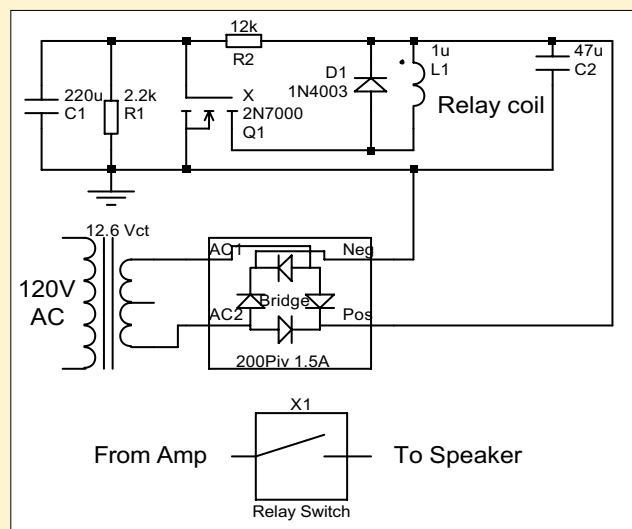 12k
R2
220u
C1
2.2k
R1
X
2N7000
Q1
D1
1N4003
1u
L1
Relay coil
47u
C2
12.6 Vct
120V
AC
AC1
Neg
Bridge
AC2
Pos
200Piv 1.5A
X1
From Amp
To Speaker
Relay Switch